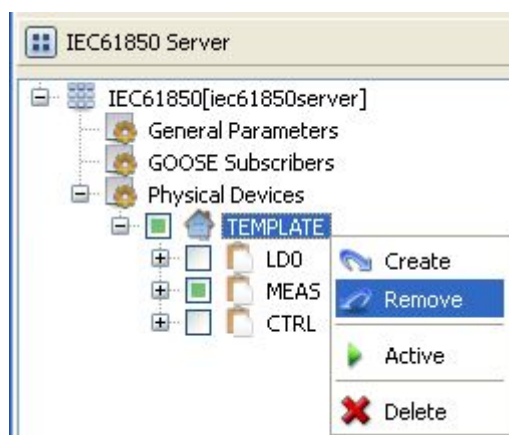 IEC61850 Server
IEC61850[iec61850server]
General Parameters
GOOSE Subscribers
Physical Devices
TEMPLATE
LD0
MEAS
CTRL
Create
Remove
Active
Delete